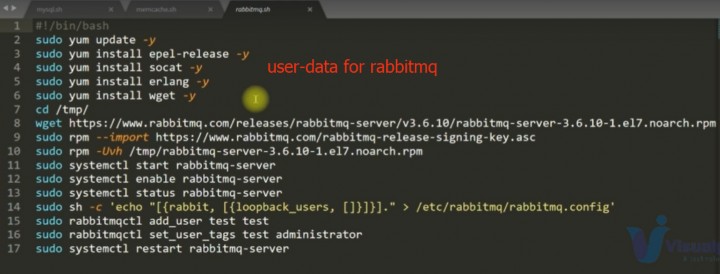 mysql.sh memcache.sh rabbitmq.sh
1 #!/bin/bash
2 sudo yum update -y
3 sudo yum install epel-release -y
4 sudo yum install socat -y
user-data for rabbitmq
5 sudo yum install erlang -y
6 sudo yum install wget -y
7 cd /tmp/
8 wget https://www.rabbitmq.com/releases/rabbitmq-server/v3.6.10/rabbitmq-server-3.6.10-1.el7.noarch.rpm
9 sudo rpm --import https://www.rabbitmq.com/rabbitmq-release-signing-key.asc
10 sudo rpm -Uvh /tmp/rabbitmq-server-3.6.10-1.el7.noarch.rpm
11 sudo systemctl start rabbitmq-server
12 sudo systemctl enable rabbitmq-server
13 sudo systemctl status rabbitmq-server
14 sudo sh -c 'echo "[{rabbit, [{loopback_users, []}]}]." > /etc/rabbitmq/rabbitmq.config'
15 sudo rabbitmqctl add_user test test
16 sudo rabbitmqctl set_user_tags test administrator
17 sudo systemctl restart rabbitmq-server